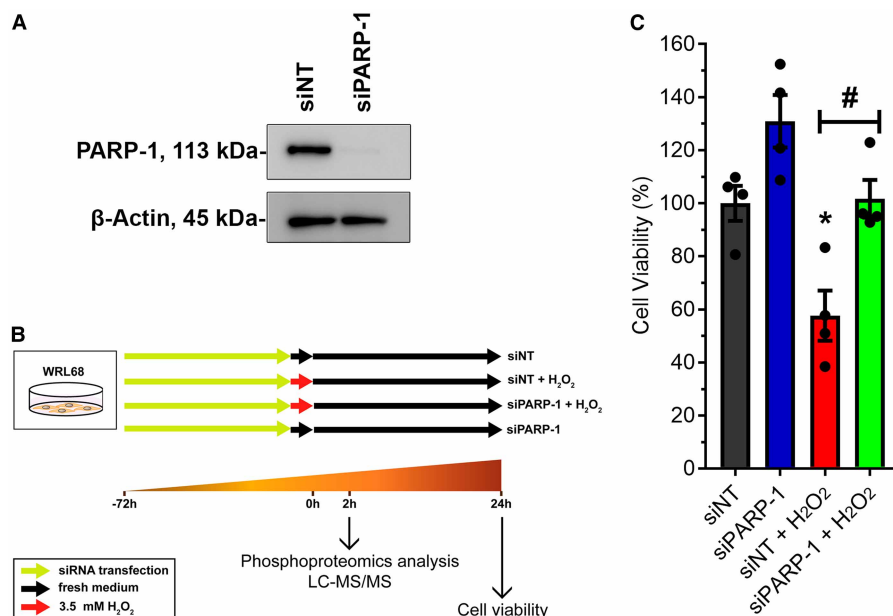 A
siNT
siPARP-1
PARP-1, 113 kDa-
β-Actin, 45 kDa-
B
WRL68
siNT
siNT + H₂O₂
siPARP-1 + H₂O₂
siPARP-1
-72h
0h
2h
24h
Phosphoproteomics analysis
LC-MS/MS
Cell viability
siRNA transfection
fresh medium
3.5 mM H₂O₂
C
Cell Viability (%)
160
140
120
100
80
60
40
20
0
#
*
siNT
siPARP-1
siNT + H₂O₂
siPARP-1 + H₂O₂